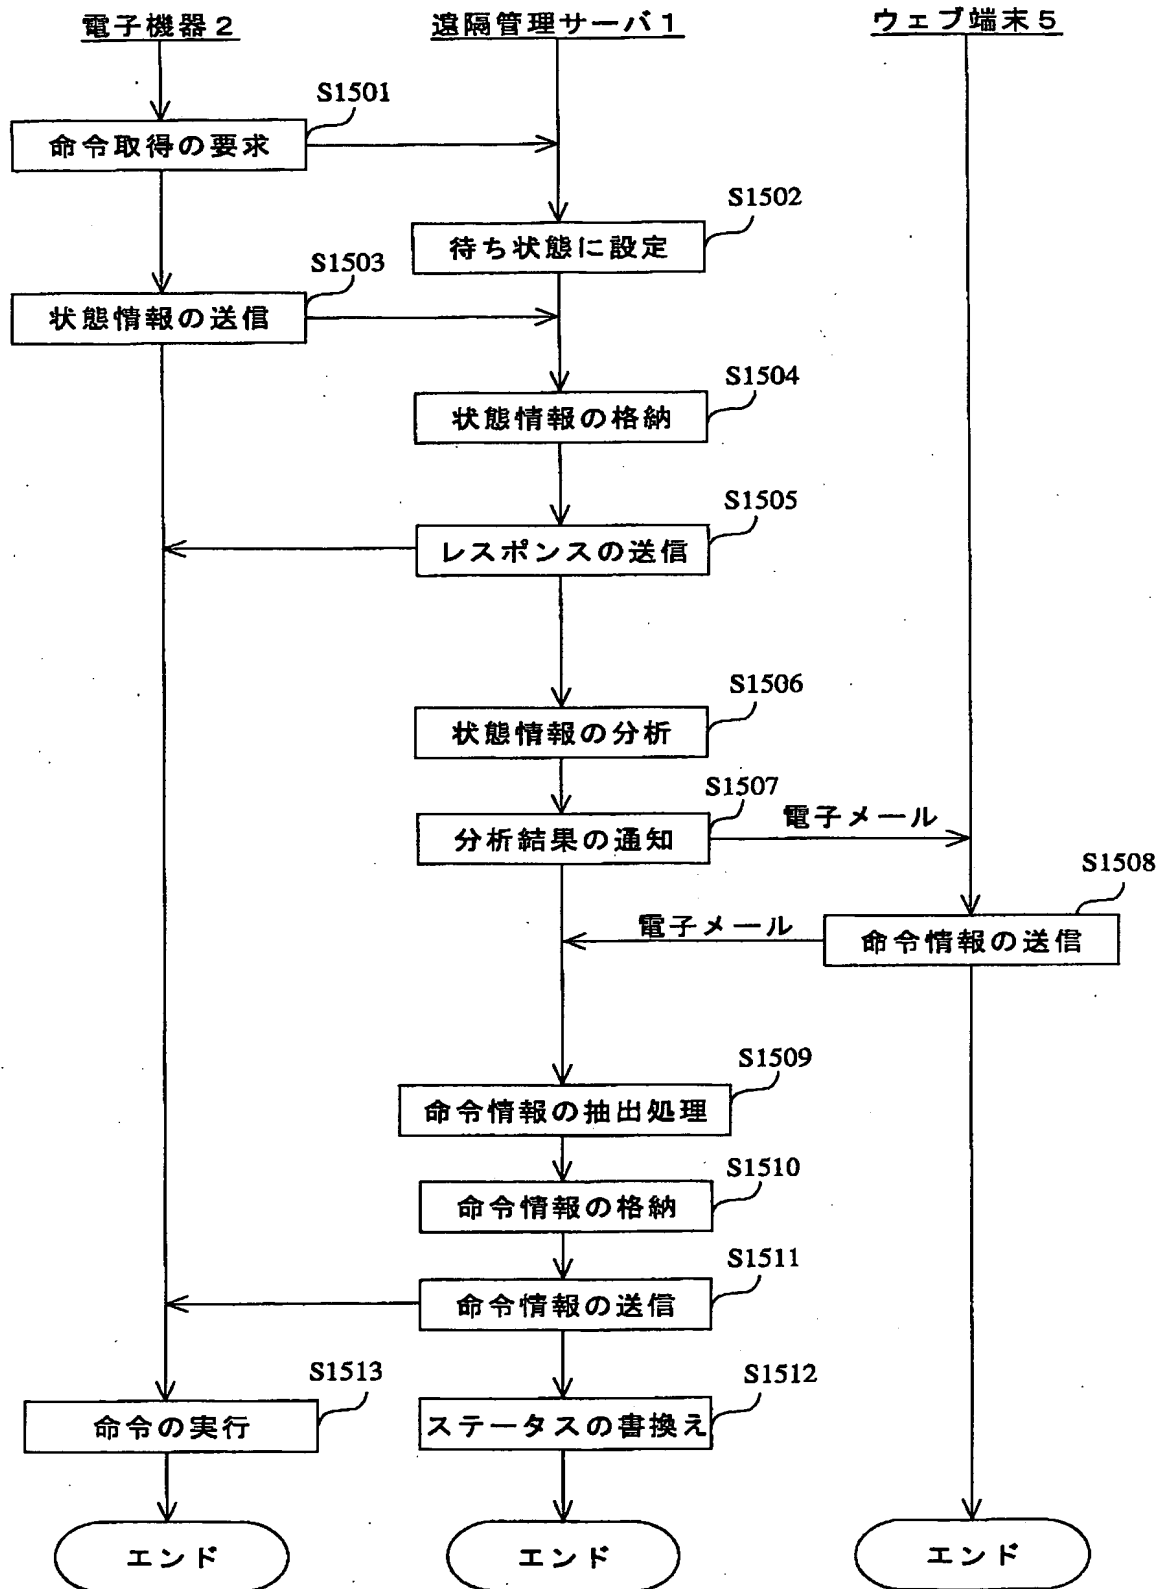 電子機器2
遠隔管理サーバ1
ウェブ端末5
S1501
命令取得の要求
S1502
待ち状態に設定
S1503
状態情報の送信
S1504
状態情報の格納
S1505
レスポンスの送信
S1506
状態情報の分析
S1507
分析結果の通知
電子メール
S1508
電子メール
命令情報の送信
S1509
命令情報の抽出処理
S1510
命令情報の格納
S1511
命令情報の送信
S1513
命令の実行
S1512
ステータスの書換え
エンド
エンド
エンド